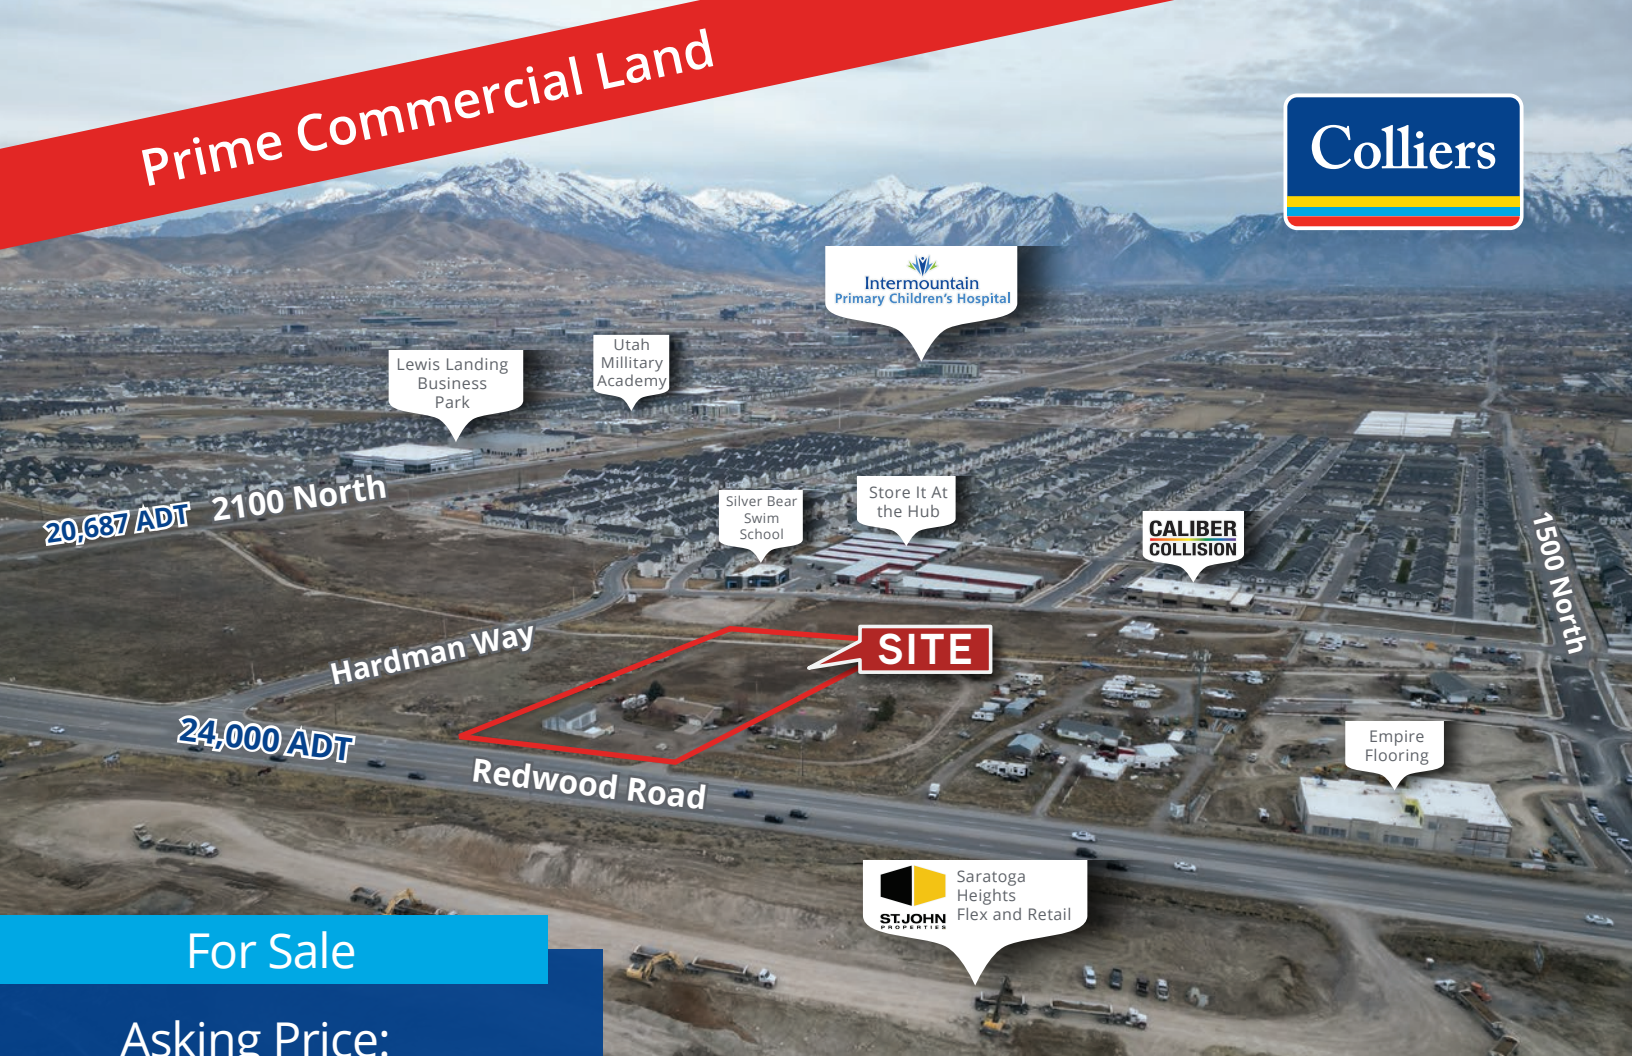 Prime Commercial Land
Colliers
Intermountain
Primary Children's Hospital
Utah
Millitary
Academy
Lewis Landing
Business
Park
20,687 ADT
2100 North
Silver Bear
Swim
School
Store It At
the Hub
CALIBER
COLLISION
1500 North
Hardman Way
SITE
24,000 ADT
Redwood Road
Empire
Flooring
ST.JOHN
PROPERTIES
Saratoga
Heights
Flex and Retail
For Sale
Asking Price: